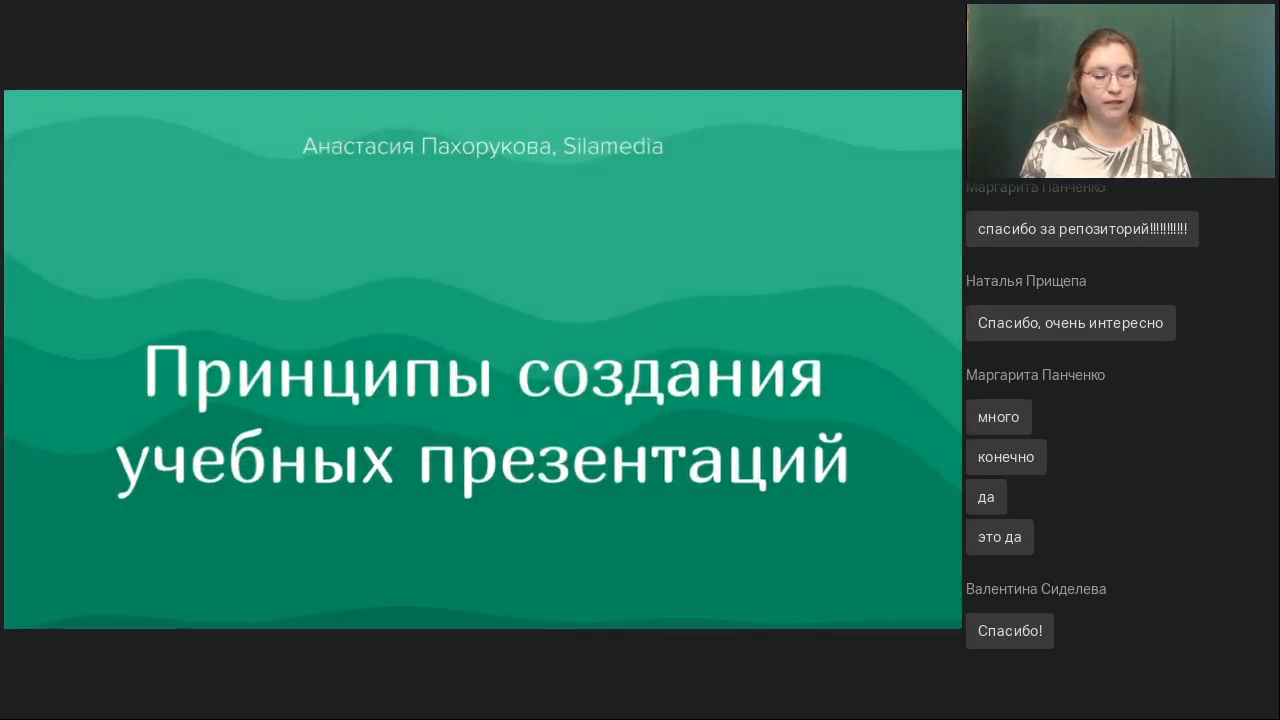 Анастасия Пахорукова, Silamedia
Принципы создания
учебных презентаций
Маргарита Панченко
спасибо за репозиторий!!!!!!!!!!!
Наталья Прищепа
Спасибо, очень интересно
Маргарита Панченко
много
конечно
да
это да
Валентина Сиделева
Спасибо!